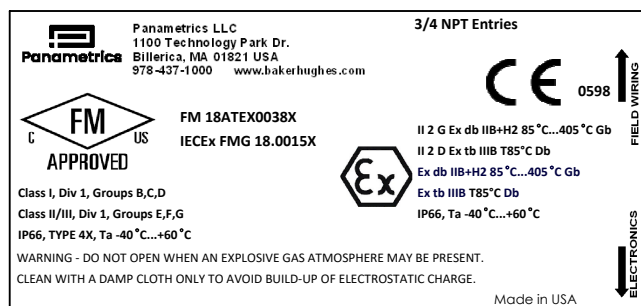 Panametrics
Panametrics LLC
1100 Technology Park Dr.
Billerica, MA 01821 USA
978-437-1000 www.bakerhughes.com
3/4 NPT Entries
CE 0598
FIELD WIRING
FM
C US
APPROVED
FM 18ATEX0038X
IECEx FMG 18.0015X
Ex
II 2 G Ex db IIB+H2 85°C...405°C Gb
II 2 D Ex tb IIIB T85°C Db
Ex db IIB+H2 85°C...405°C Gb
Ex tb IIIB T85°C Db
IP66, Ta -40°C...+60°C
Class I, Div 1, Groups B,C,D
Class II/III, Div 1, Groups E,F,G
IP66, TYPE 4X, Ta -40°C...+60°C
WARNING - DO NOT OPEN WHEN AN EXPLOSIVE GAS ATMOSPHERE MAY BE PRESENT.
CLEAN WITH A DAMP CLOTH ONLY TO AVOID BUILD-UP OF ELECTROSTATIC CHARGE.
Made in USA
ELECTRONICS